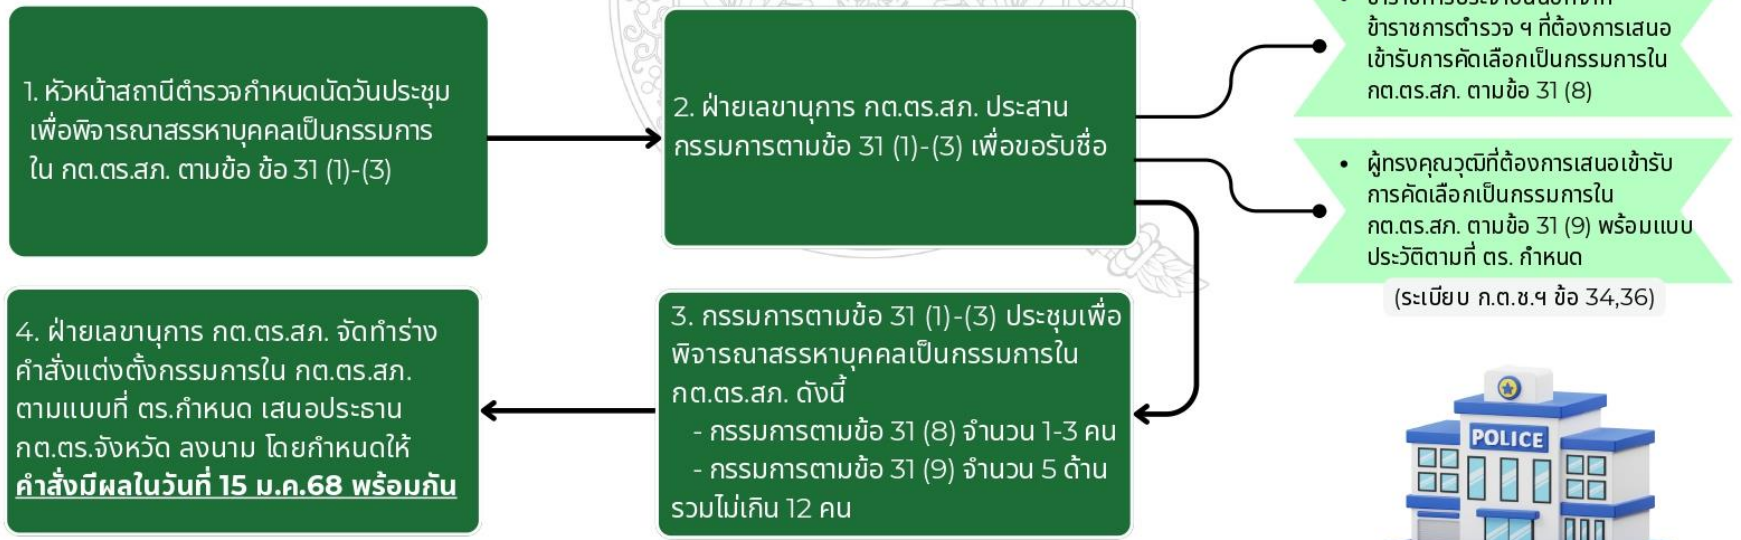 1. หัวหน้าสถานีตำรวจกำหนดนัดวันประชุม
เพื่อพิจารณาสรรหาบุคคลเป็นกรรมการ
ใน กต.ตร.สภ. ตามข้อ ข้อ 31 (1)-(3)
2. ฝ่ายเลขานุการ กต.ตร.สภ. ประสาน
กรรมการตามข้อ 31 (1)-(3) เพื่อขอรับชื่อ
ข้าราชการตำรวจ ฯ ที่ต้องการเสนอ
เข้ารับการคัดเลือกเป็นกรรมการใน
กต.ตร.สภ. ตามข้อ 31 (8)
• ผู้ทรงคุณวุฒิที่ต้องการเสนอเข้ารับ
การคัดเลือกเป็นกรรมการใน
กต.ตร.สภ. ตามข้อ 31 (9) พร้อมแบบ
ประวัติตามที่ ตร. กำหนด
(ระเบียบ ก.ต.ช.ฯ ข้อ 34,36)
3. กรรมการตามข้อ 31 (1)-(3) ประชุมเพื่อ
พิจารณาสรรหาบุคคลเป็นกรรมการใน
กต.ตร.สภ. ดังนี้
- กรรมการตามข้อ 31 (8) จำนวน 1-3 คน
- กรรมการตามข้อ 31 (9) จำนวน 5 ด้าน
รวมไม่เกิน 12 คน
4. ฝ่ายเลขานุการ กต.ตร.สภ. จัดทำร่าง
คำสั่งแต่งตั้งกรรมการใน กต.ตร.สภ.
ตามแบบที่ ตร.กำหนด เสนอประธาน
กต.ตร.จังหวัด ลงนาม โดยกำหนดให้
คำสั่งมีผลในวันที่ 15 ม.ค.68 พร้อมกัน
POLICE